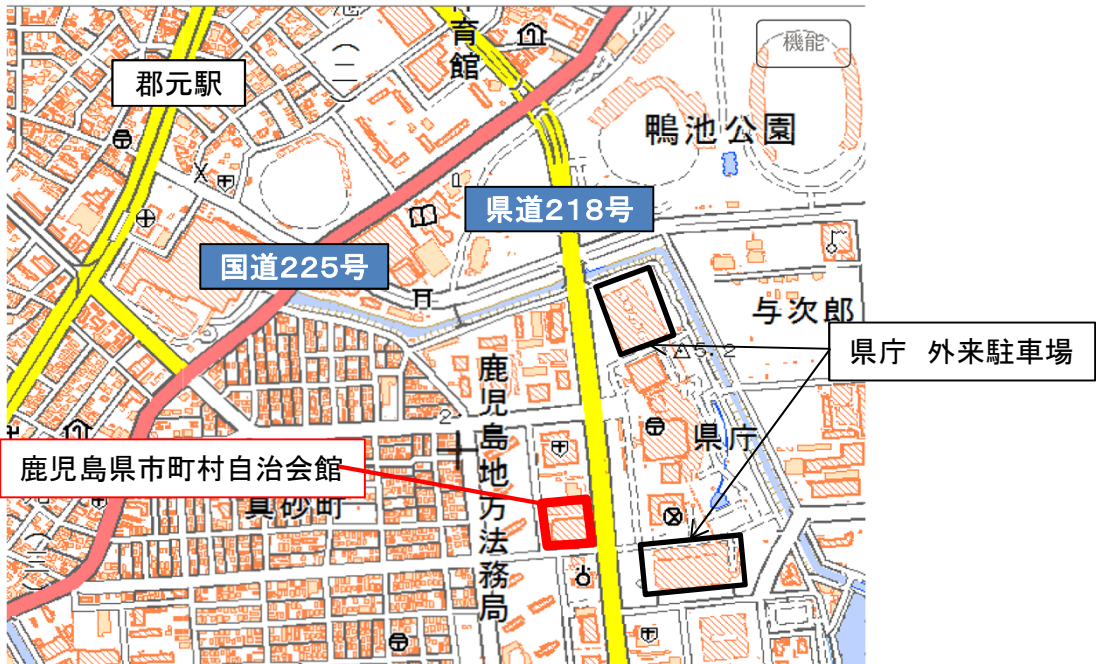 育館
(二)
機能
郡元駅
鴨池公園
県道218号
国道225号
与次郎
5.2
県庁 外来駐車場
鹿児島地方法務局
2
県庁
鹿児島県市町村自治会館
真砂町
(三)